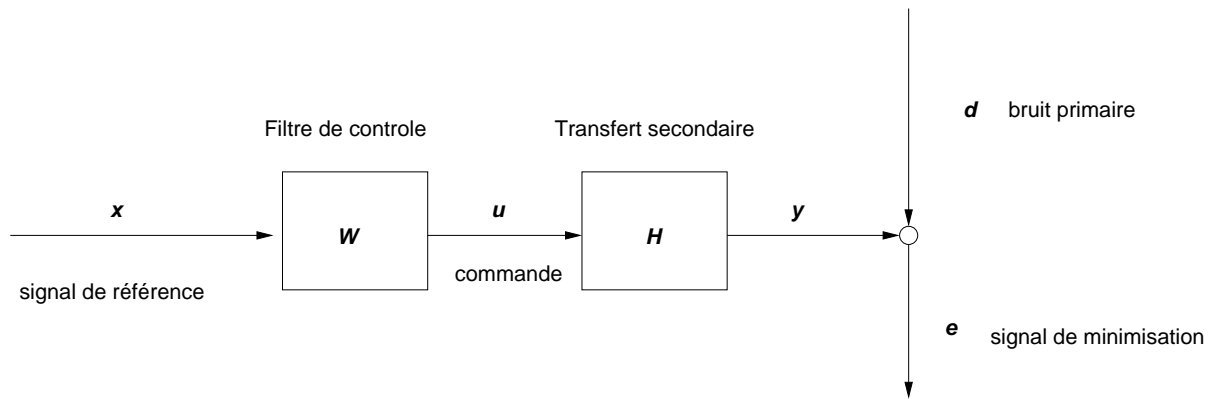 d bruit primaire
Filtre de controle Transfert secondaire
x u y
W H
commande
signal de référence
e signal de minimisation